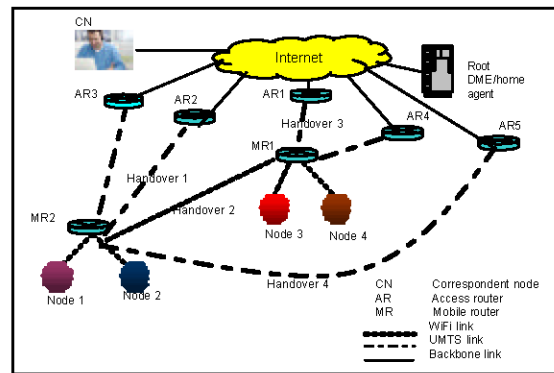 CN
Internet
Root
DME/home
agent
AR3
AR2
AR1
Handover 3
AR4
AR5
MR1
Handover 1
MR2
Handover 2
Node 3
Node 4
Node 1
Node 2
Handover 4
CN Correspondent node
AR Access router
MR Mobile router
WiFi link
UMTS link
Backbone link